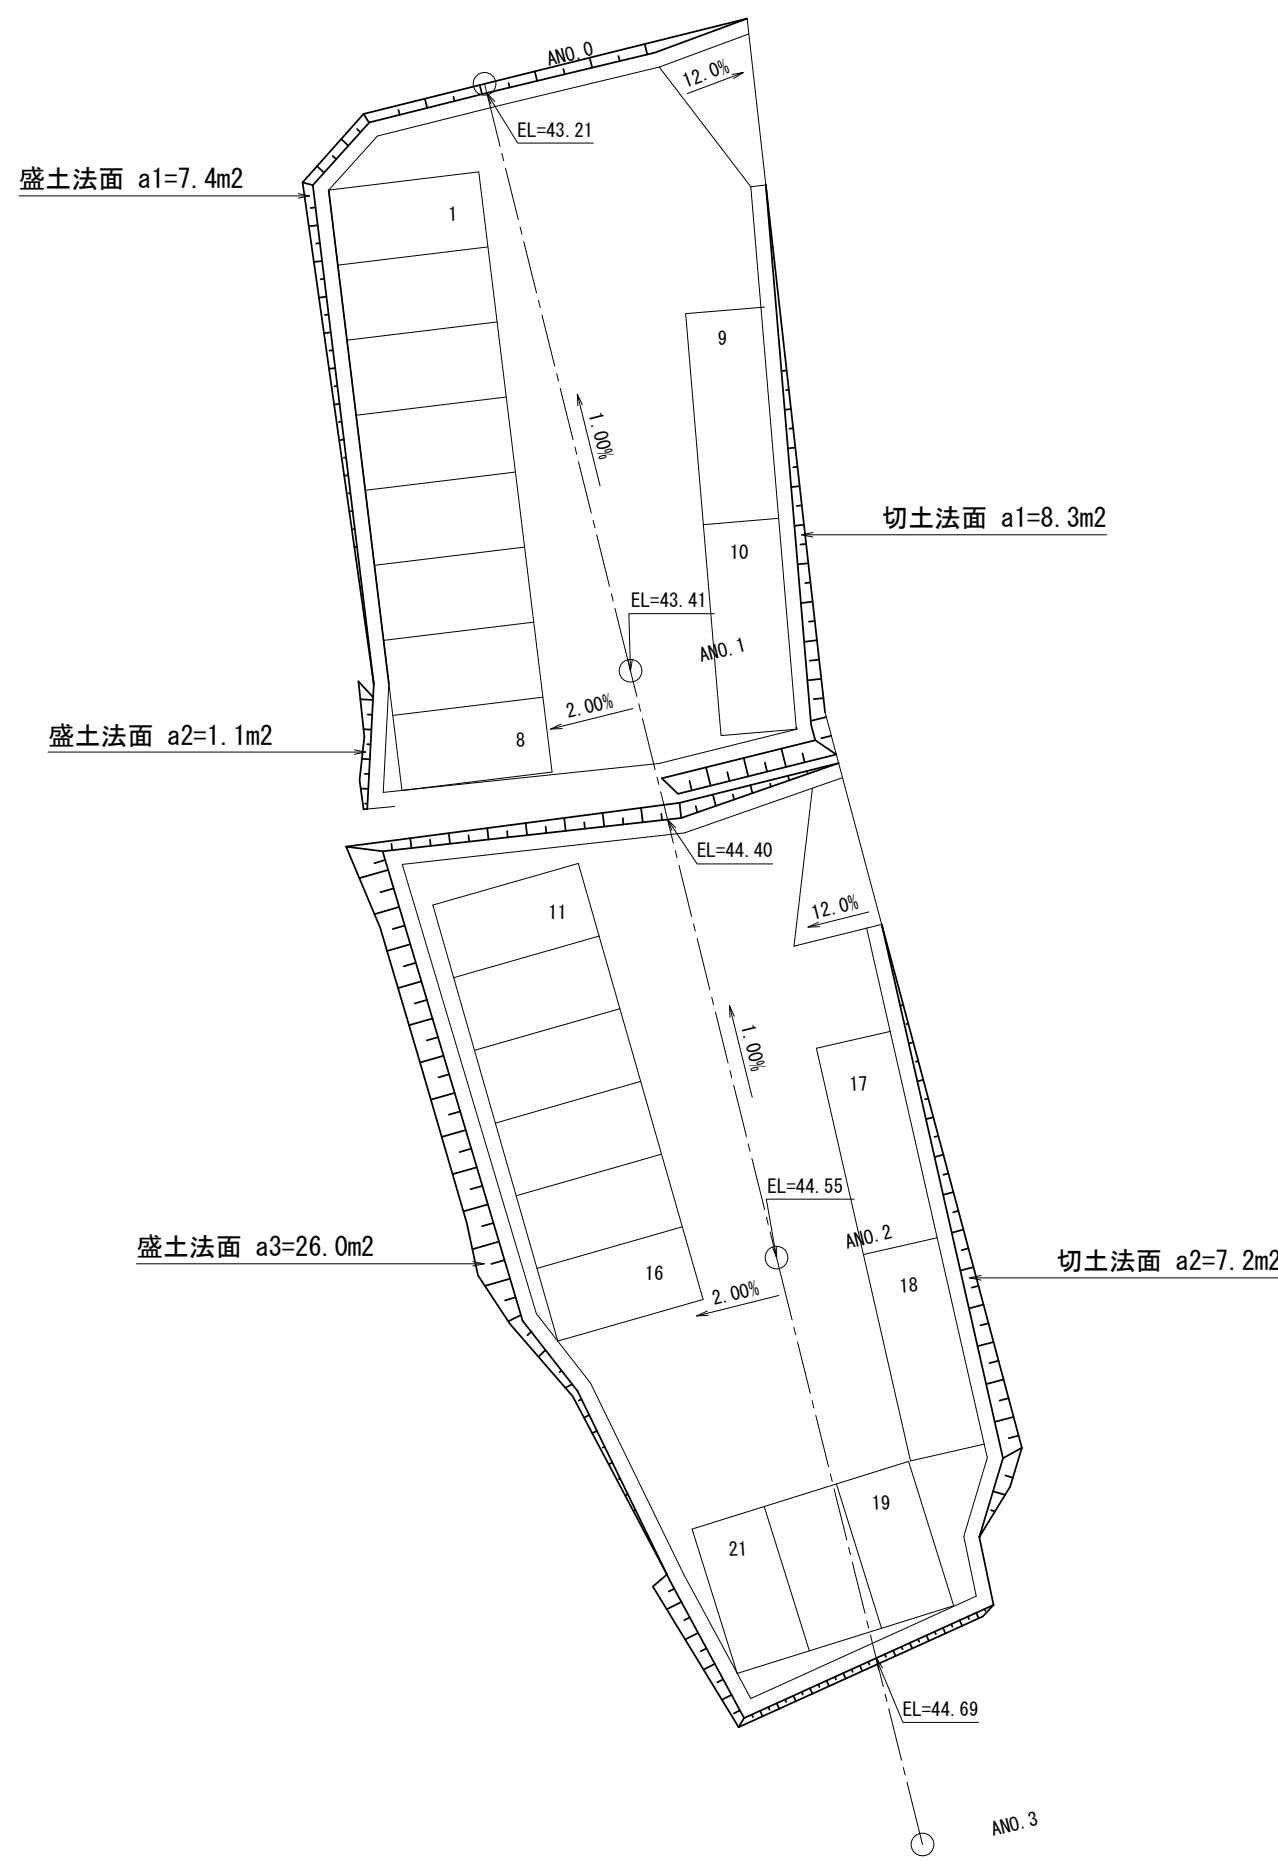 ANO.0
12.0%
EL=43.21
盛土法面 a1=7.4m2
1
9
1.00%
切土法面 a1=8.3m2
10
EL=43.41
ANO.1
2.00%
盛土法面 a2=1.1m2
8
EL=44.40
11
12.0%
1.00%
17
EL=44.55
ANO.2
盛土法面 a3=26.0m2
切土法面 a2=7.2m2
16
18
2.00%
19
21
EL=44.69
ANO.3